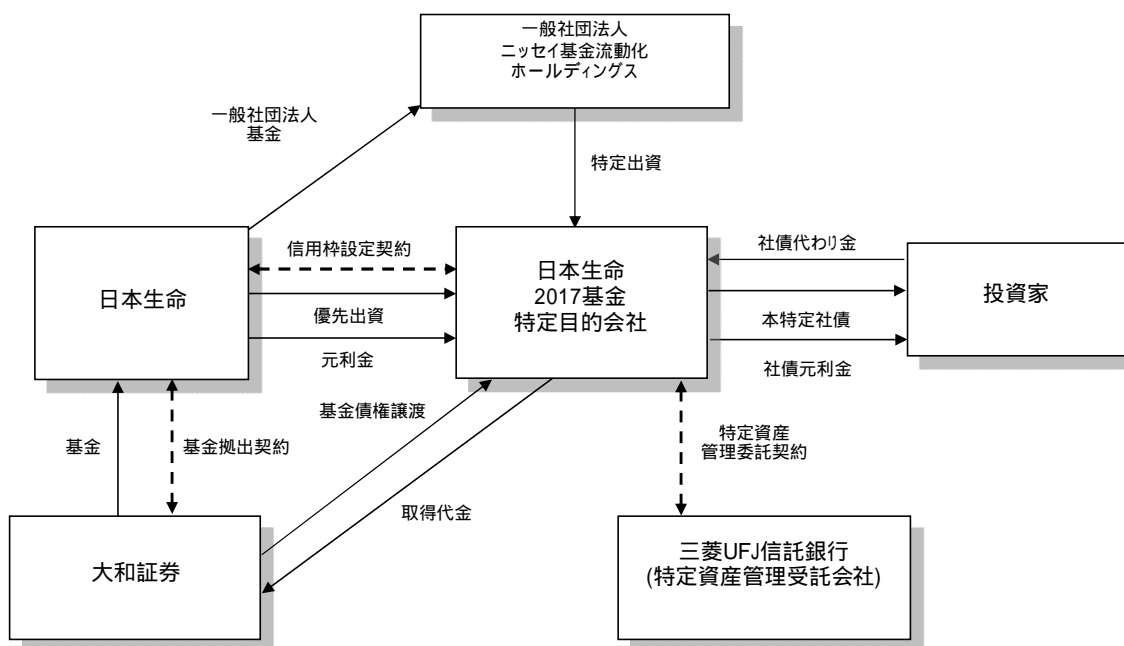 一般社団法人
ニッセイ基金流動化
ホールディングス
一般社団法人
基金
特定出資
日本生命
信用枠設定契約
優先出資
元利金
日本生命
2017基金
特定目的会社
社債代わり金
本特定社債
社債元利金
投資家
基金
基金拠出契約
基金債権譲渡
取得代金
特定資産
管理委託契約
大和証券
三菱UFJ信託銀行
(特定資産管理受託会社)